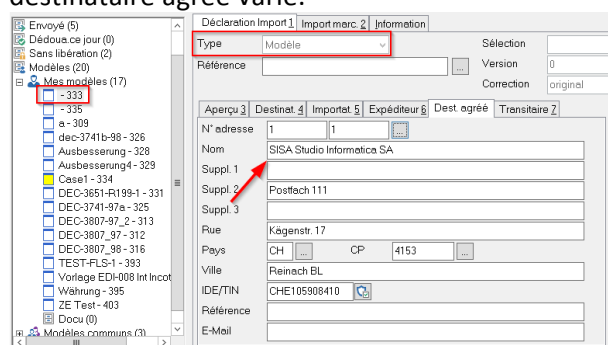 destinataire agréé varie.
Envoyé (5)
Dédoua.ce jour (0)
Sans libération (2)
Modèles (20)
Mes modèles (17)
- 333
- 335
a - 309
dec-3741b-98 - 326
Ausbesserung - 328
Ausbesserung4 - 329
Case1 - 334
DEC-3651-R199-1 - 331
DEC-3741-97a - 325
DEC-3807-97_2 - 313
DEC-3807_97 - 312
DEC-3807_98 - 316
TEST-FLS-1 - 393
Vorlage EDI-008 Int Incot
Währung - 395
ZE Test - 403
Docu (0)
Modèles communs (3)
Déclaration Import 1 Import marc. 2 Information
Type Modèle Sélection
Référence ... Version 0
Correction original
Aperçu 3 Destinat. 4 Importat. 5 Expéditeur 6 Dest. agréé Transitaire 7
N° adresse 1 1 ...
Nom SISA Studio Informatica SA
Suppl. 1
Suppl. 2 Postfach 111
Suppl. 3
Rue Kägenstr. 17
Pays CH ... CP 4153 ...
Ville Reinach BL
IDE/TIN CHE105908410
Référence
E-Mail